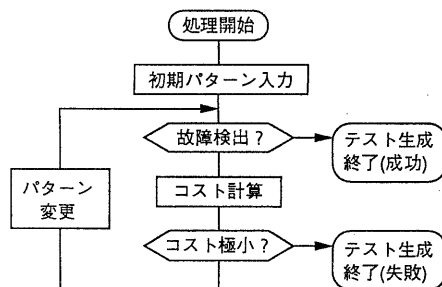 処理開始
初期パターン入力
故障検出?
テスト生成
終了(成功)
パターン
変更
コスト計算
コスト極小?
テスト生成
終了(失敗)